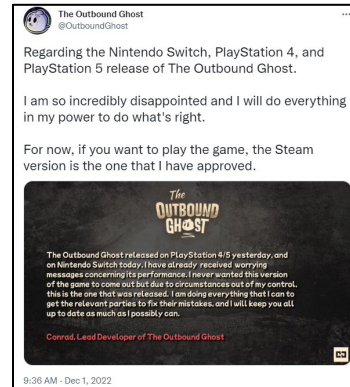 The Outbound Ghost
@OutboundGhost
...
Regarding the Nintendo Switch, PlayStation 4, and
PlayStation 5 release of The Outbound Ghost.
I am so incredibly disappointed and I will do everything
in my power to do what's right.
For now, if you want to play the game, the Steam
version is the one that I have approved.
The
OUTBOUND
GHOST
The Outbound Ghost released on PlayStation 4/5 yesterday, and
on Nintendo Switch today. I have already received worrying
messages concerning its performance. I never wanted this version
of the game to come out but due to circumstances out of my control,
this is the one that was released. I am doing everything that I can to
get the relevant parties to fix their mistakes, and I will keep you all
up to date as much as I possibly can.
Conrad, Lead Developer of The Outbound Ghost
9:36 AM · Dec 1, 2022